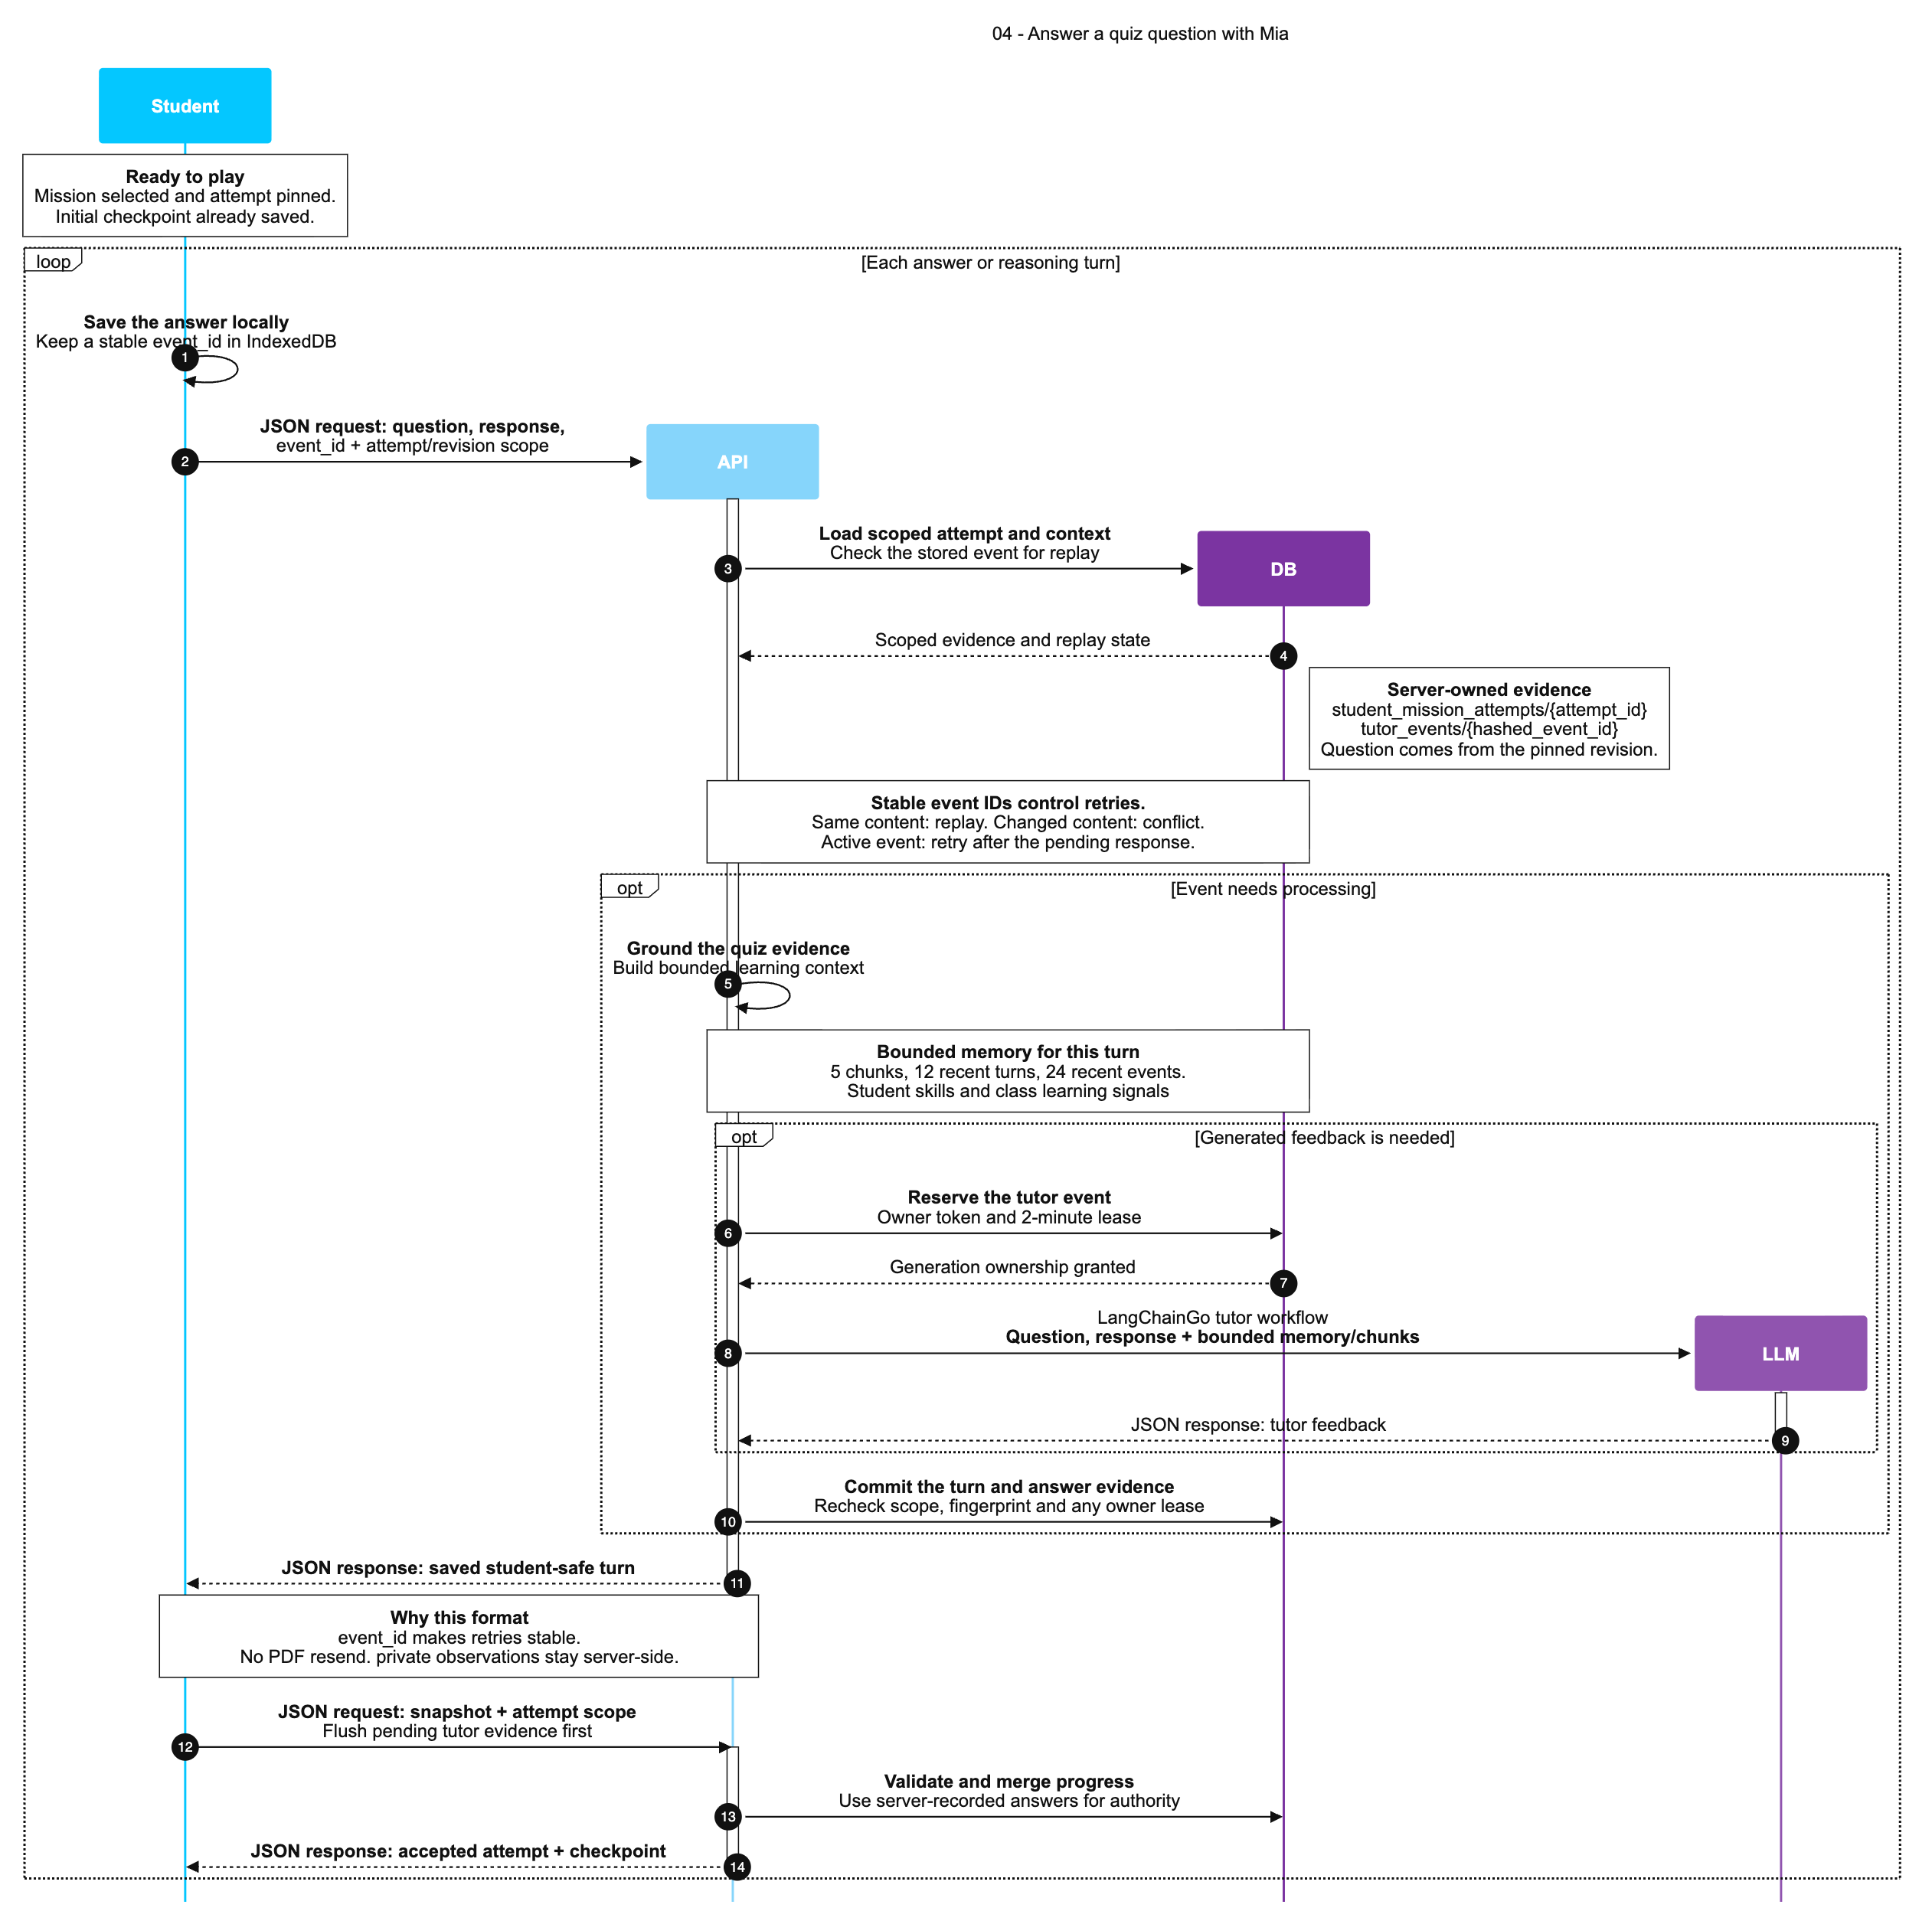 04 - Answer a quiz question with Mia
Student
Ready to play
Mission selected and attempt pinned.
Initial checkpoint already saved.
loop
[Each answer or reasoning turn]
Save the answer locally
Keep a stable event_id in IndexedDB
1
JSON request: question, response,
event_id + attempt/revision scope
2
API
Load scoped attempt and context
Check the stored event for replay
3
DB
Scoped evidence and replay state
4
Server-owned evidence
student_mission_attempts/{attempt_id}
tutor_events/{hashed_event_id}
Question comes from the pinned revision.
Stable event IDs control retries.
Same content: replay. Changed content: conflict.
Active event: retry after the pending response.
opt
[Event needs processing]
Ground the quiz evidence
Build bounded learning context
5
Bounded memory for this turn
5 chunks, 12 recent turns, 24 recent events.
Student skills and class learning signals
opt
[Generated feedback is needed]
Reserve the tutor event
Owner token and 2-minute lease
6
Generation ownership granted
7
LangChainGo tutor workflow
Question, response + bounded memory/chunks
8
LLM
JSON response: tutor feedback
9
Commit the turn and answer evidence
Recheck scope, fingerprint and any owner lease
10
JSON response: saved student-safe turn
11
Why this format
event_id makes retries stable.
No PDF resend. private observations stay server-side.
JSON request: snapshot + attempt scope
Flush pending tutor evidence first
12
Validate and merge progress
Use server-recorded answers for authority
13
JSON response: accepted attempt + checkpoint
14